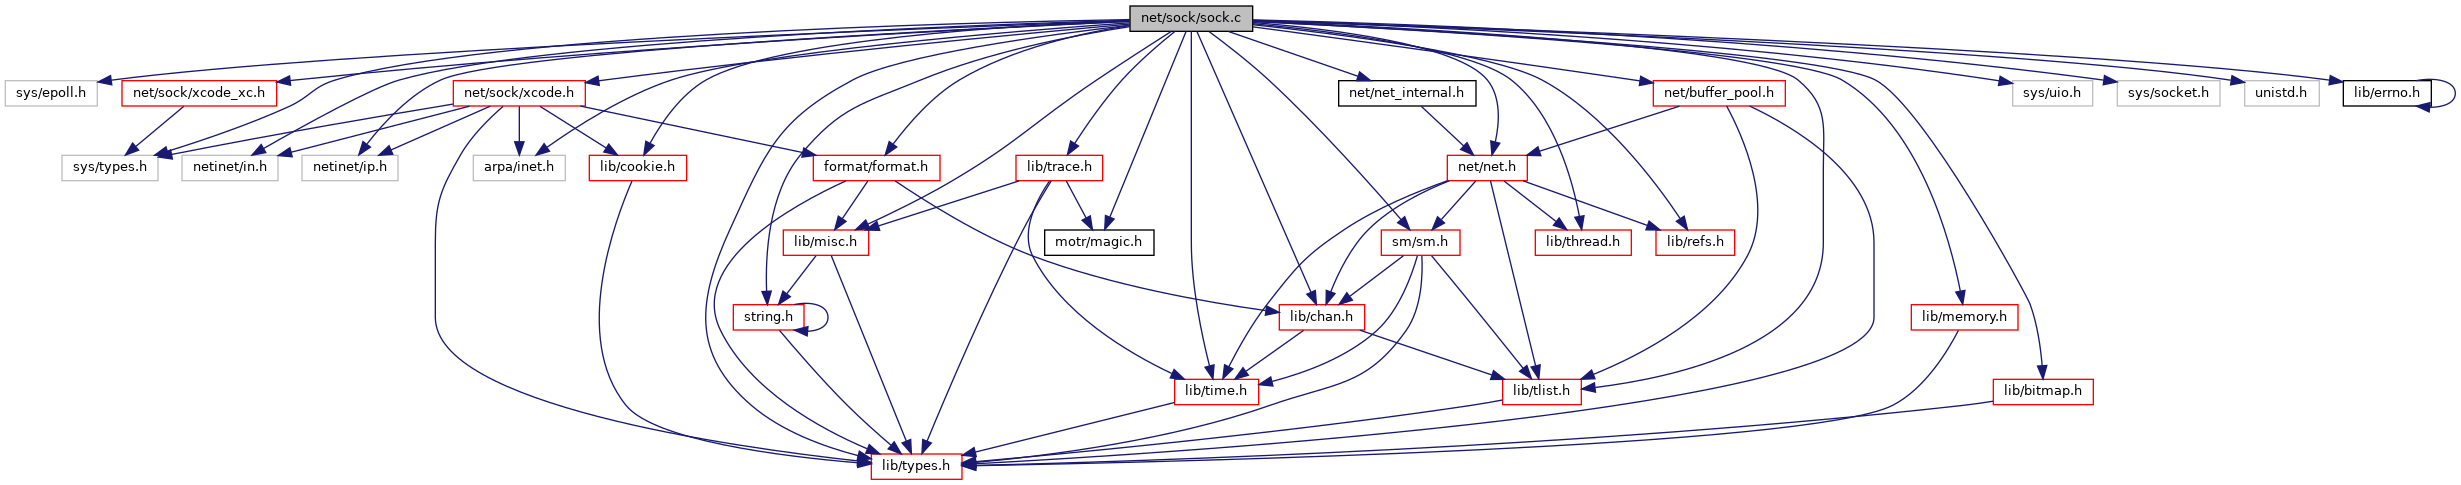 net/sock/sock.c
sys/epoll.h
net/sock/xcode_xc.h
net/sock/xcode.h
net/net_internal.h
net/buffer_pool.h
sys/uio.h
sys/socket.h
unistd.h
lib/errno.h
sys/types.h
netinet/in.h
netinet/ip.h
arpa/inet.h
lib/cookie.h
format/format.h
lib/trace.h
net/net.h
lib/misc.h
motr/magic.h
sm/sm.h
lib/thread.h
lib/refs.h
string.h
lib/chan.h
lib/memory.h
lib/time.h
lib/tlist.h
lib/bitmap.h
lib/types.h